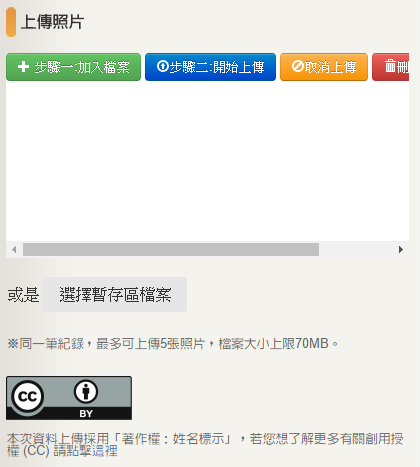 上傳照片
步驟一:加入檔案 步驟二:開始上傳 取消上傳 刪
或是 選擇暫存區檔案
※同一筆紀錄，最多可上傳5張照片，檔案大小上限70MB。
cc BY
本次資料上傳採用「著作權：姓名標示」，若您想了解更多有關創用授
權 (CC) 請點擊這裡